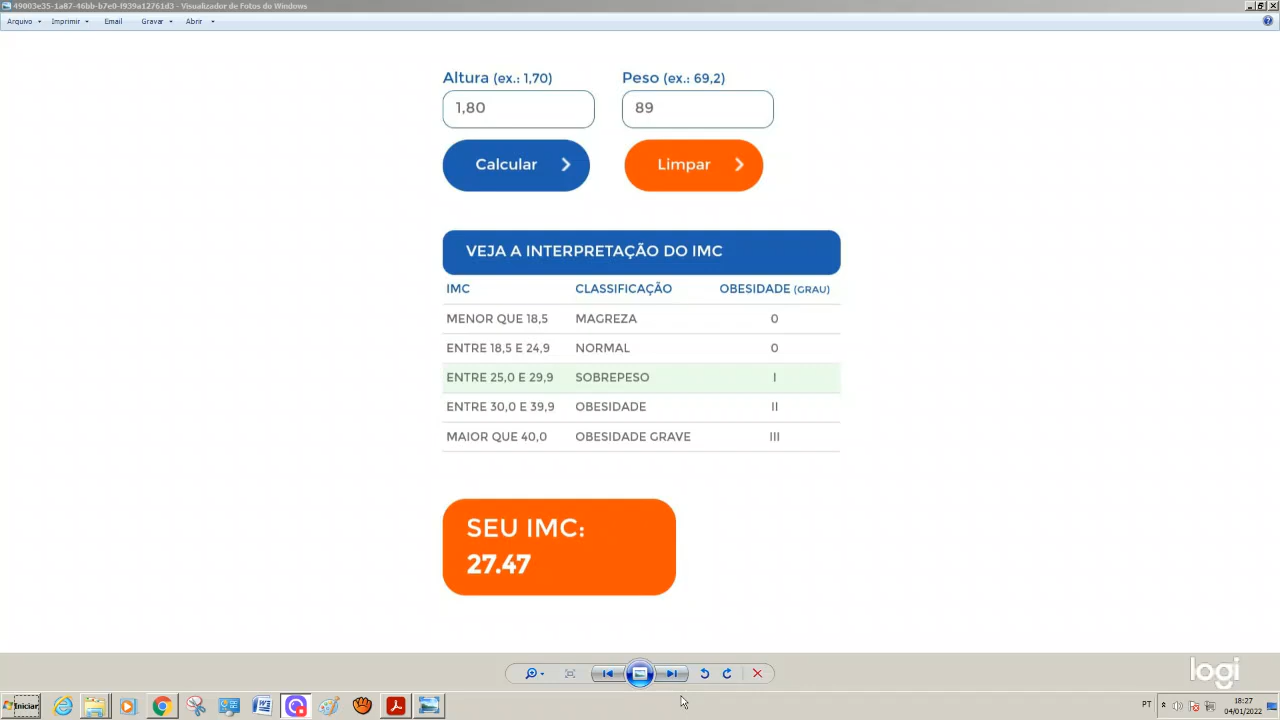 49003e35-1a87-46bb-b7e0-f939a12761d3 - Visualizador de Fotos do Windows
Arquivo Imprimir Email Gravar Abrir
Altura (ex.: 1,70) Peso (ex.: 69,2)
1,80 89
Calcular Limpar
VEJA A INTERPRETAÇÃO DO IMC
IMC CLASSIFICAÇÃO OBESIDADE (GRAU)
MENOR QUE 18,5 MAGREZA 0
ENTRE 18,5 E 24,9 NORMAL 0
ENTRE 25,0 E 29,9 SOBREPESO I
ENTRE 30,0 E 39,9 OBESIDADE II
MAIOR QUE 40,0 OBESIDADE GRAVE III
SEU IMC:
27.47
logi
Iniciar PT 18:27
04/01/2022